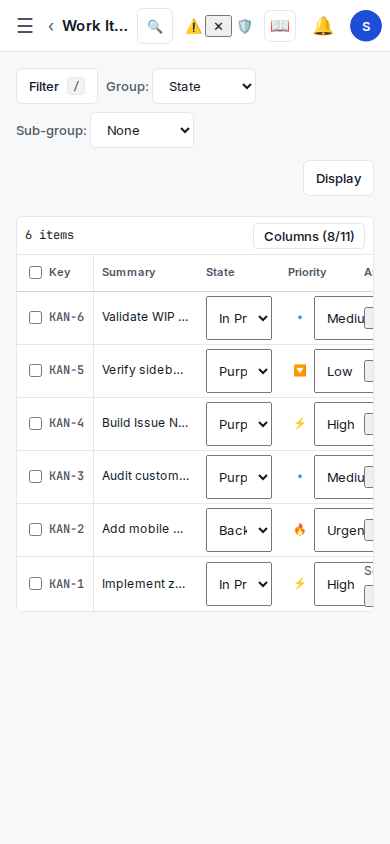 ☰ ‹ Work It... 🔍 ⚠️ ✕ 🛡️ 📖 🔔 S
Filter / Group: State
Sub-group: None
Display
6 items Columns (8/11)
Key Summary State Priority
KAN-6 Validate WIP ... In Pr 🔹 Mediu
KAN-5 Verify sideb... Purp 🔽 Low
KAN-4 Build Issue N... Purp ⚡ High
KAN-3 Audit custom... Purp 🔹 Mediu
KAN-2 Add mobile ... Back 🔥 Urgen
KAN-1 Implement z... In Pr ⚡ High